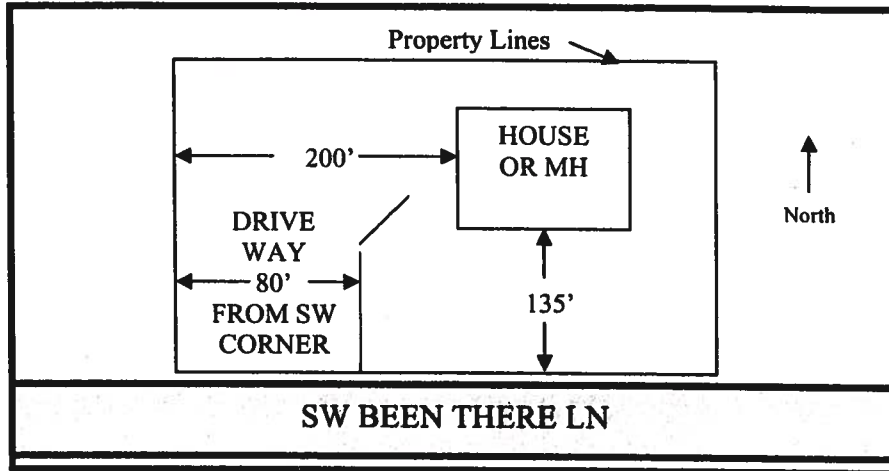 Property Lines
HOUSE
OR MH
200’
North
DRIVE
WAY
80’
FROM SW
CORNER
135’
SW BEEN THERE LN